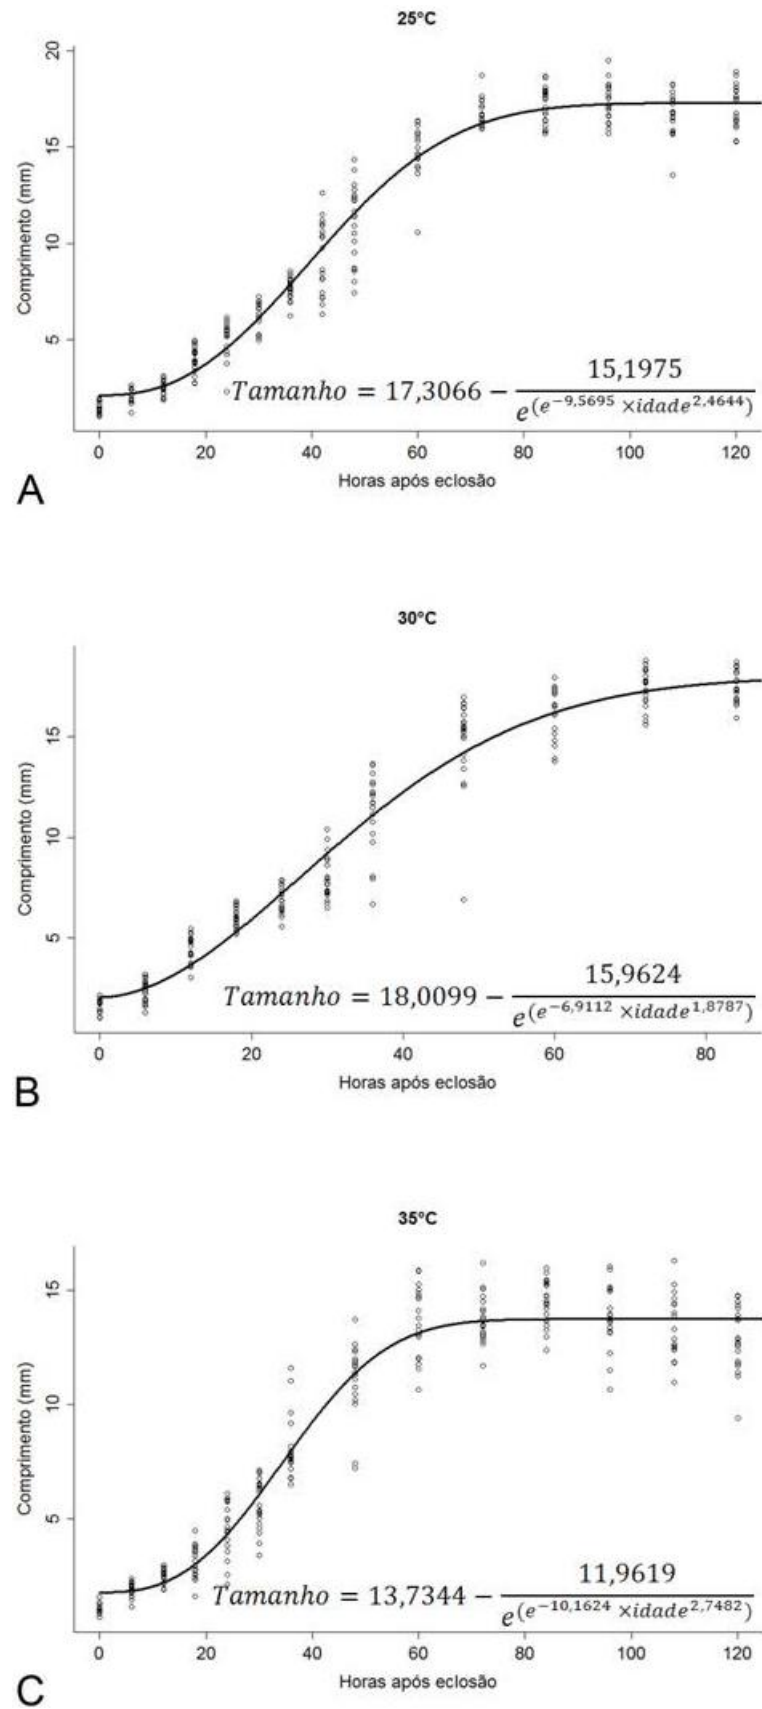 25°C
20
15
10
5
Comprimento (mm)
Tamanho = 17,3066 − 15,1975 / e^(e^−9,5695 ×idade^2,4644)
0 20 40 60 80 100 120
Horas após eclosão
A
30°C
15
10
5
Comprimento (mm)
Tamanho = 18,0099 − 15,9624 / e^(e^−6,9112 ×idade^1,8787)
0 20 40 60 80
Horas após eclosão
B
35°C
15
10
5
Comprimento (mm)
Tamanho = 13,7344 − 11,9619 / e^(e^−10,1624 ×idade^2,7482)
0 20 40 60 80 100 120
Horas após eclosão
C